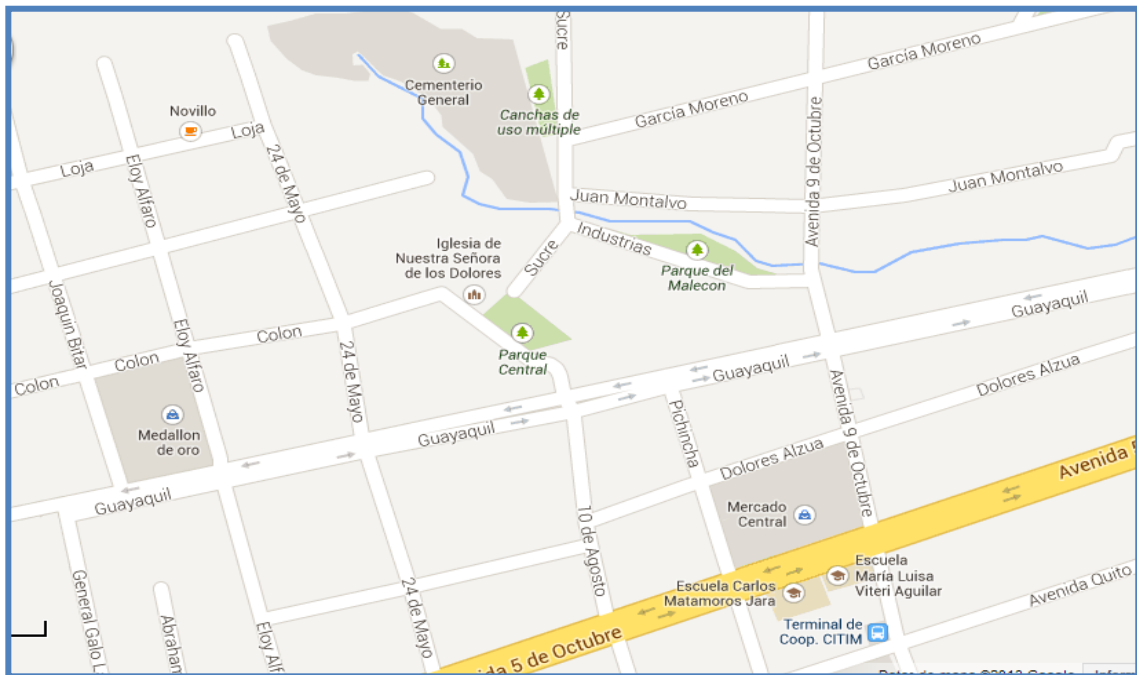 Sucre
García Moreno
García Moreno
Cementerio
General
Canchas de
uso múltiple
Novillo
Loja
Loja
24 de Mayo
Eloy Alfaro
Avenida 9 de Octubre
Juan Montalvo
Juan Montalvo
Industrias
Sucre
Iglesia de
Nuestra Señora
de los Dolores
Parque del
Malecon
Guayaquil
Joaquin Bitar
Eloy Alfaro
Colon
Colon
Colon
24 de Mayo
Parque
Central
Guayaquil
Dolores Alzua
Avenida 9 de Octubre
Pichincha
Medallon
de oro
Guayaquil
Dolores Alzua
Avenida 5
Guayaquil
Mercado
Central
10 de Agosto
General Galo L
Abrahan
Eloy Alf
24 de Mayo
Escuela Carlos
Matamoros Jara
Escuela
María Luisa
Viteri Aguilar
Avenida Quito
Terminal de
Coop. CITIM
ida 5 de Octubre